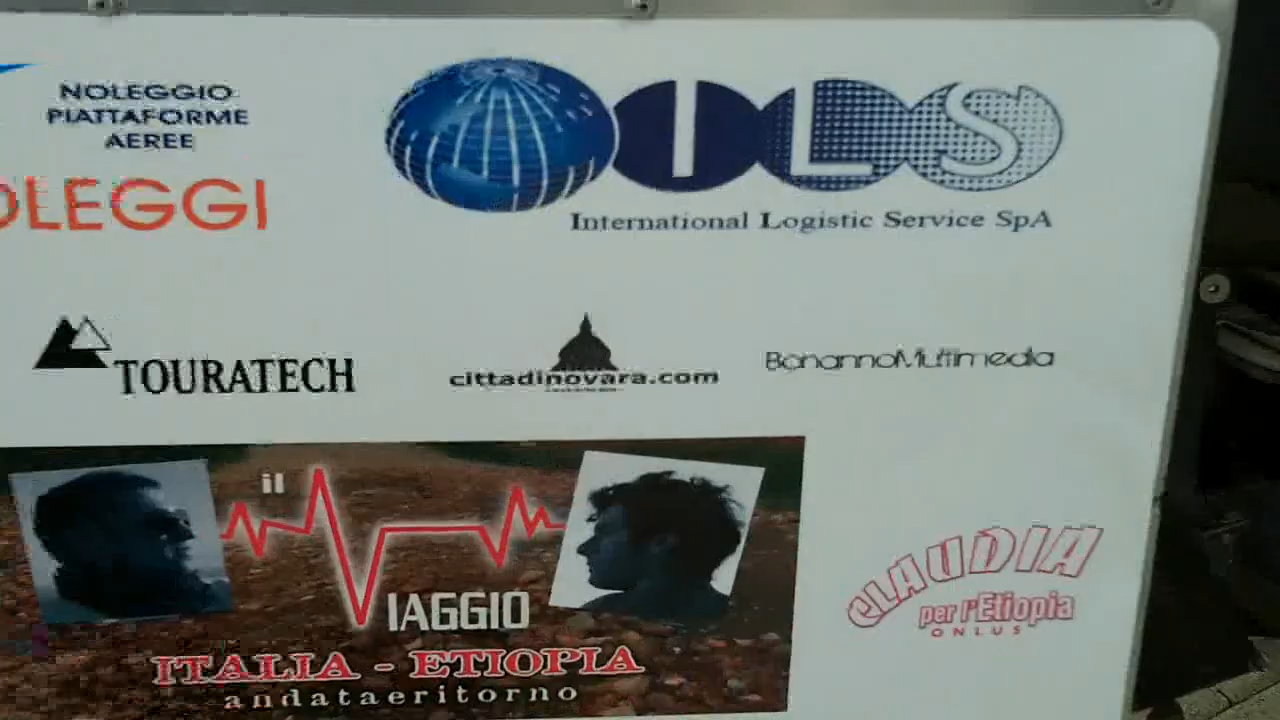 NOLEGGIO
PIATTAFORME
AEREE
OLEGGI
ILS
International Logistic Service SpA
TOURATECH
cittadinovara.com
BonannoMultimedia
il
VIAGGIO
ITALIA - ETIOPIA
andataeritorno
CLAUDIA
per l'Etiopia
ONLUS